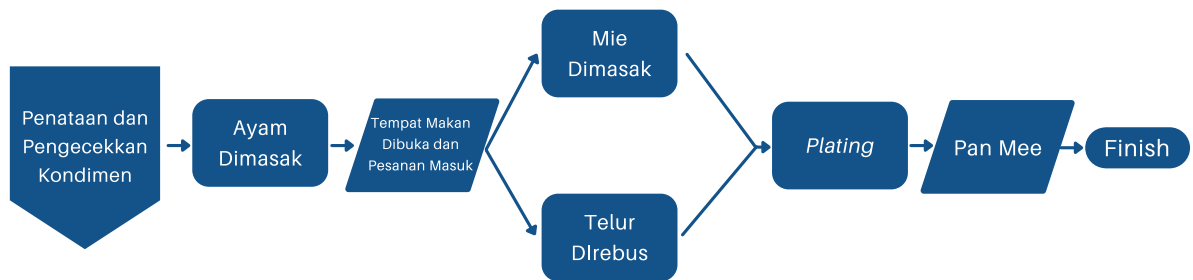 Penataan dan
Pengecekkan
Kondimen
Ayam
Dimasak
Tempat Makan
Dibuka dan
Pesanan Masuk
Mie
Dimasak
Telur
DIrebus
Plating
Pan Mee
Finish